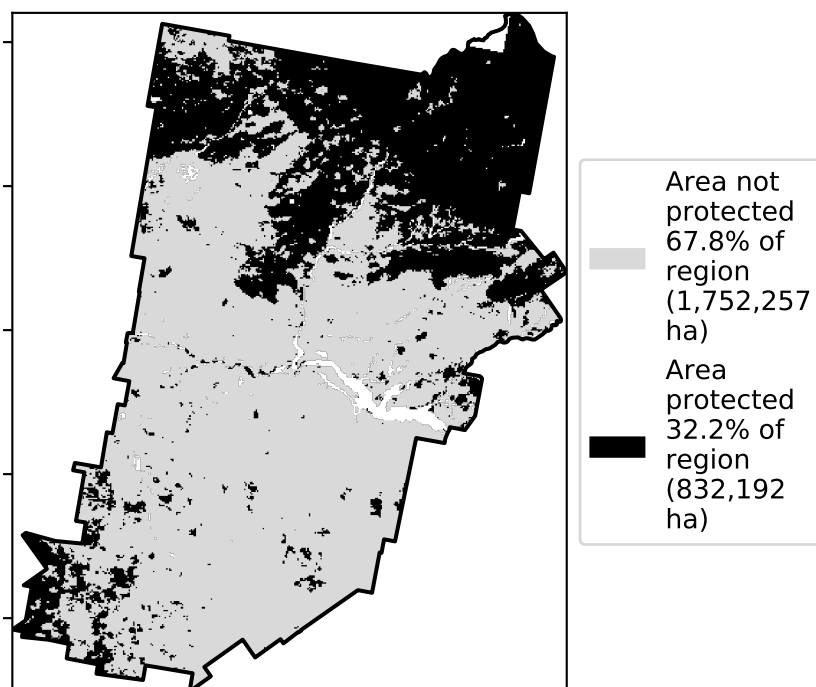 Area not
protected
67.8% of
region
(1,752,257
ha)
Area
protected
32.2% of
region
(832,192
ha)